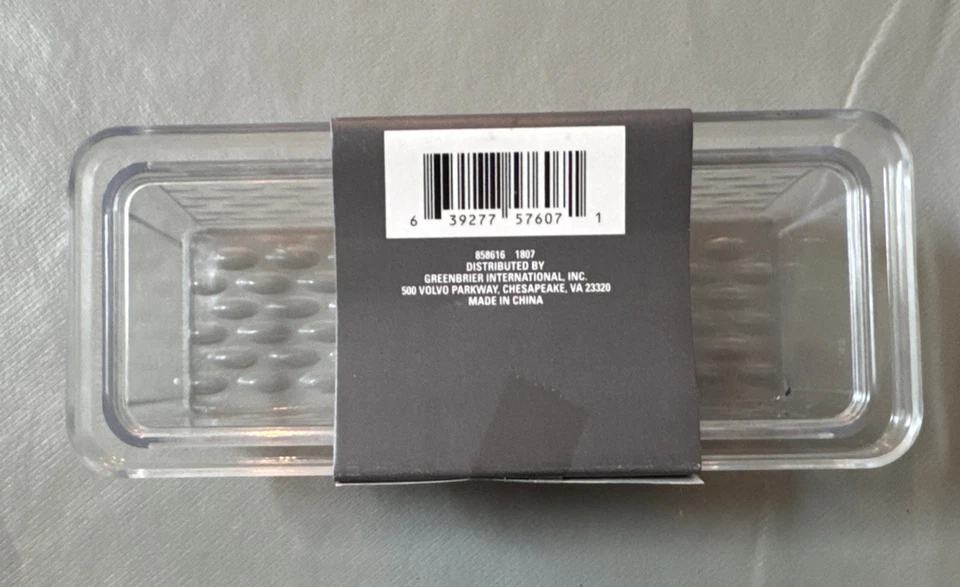 6 39277 57607 1
858616 1807
DISTRIBUTED BY
GREENBRIER INTERNATIONAL, INC.
500 VOLVO PARKWAY, CHESAPEAKE, VA 23320
MADE IN CHINA